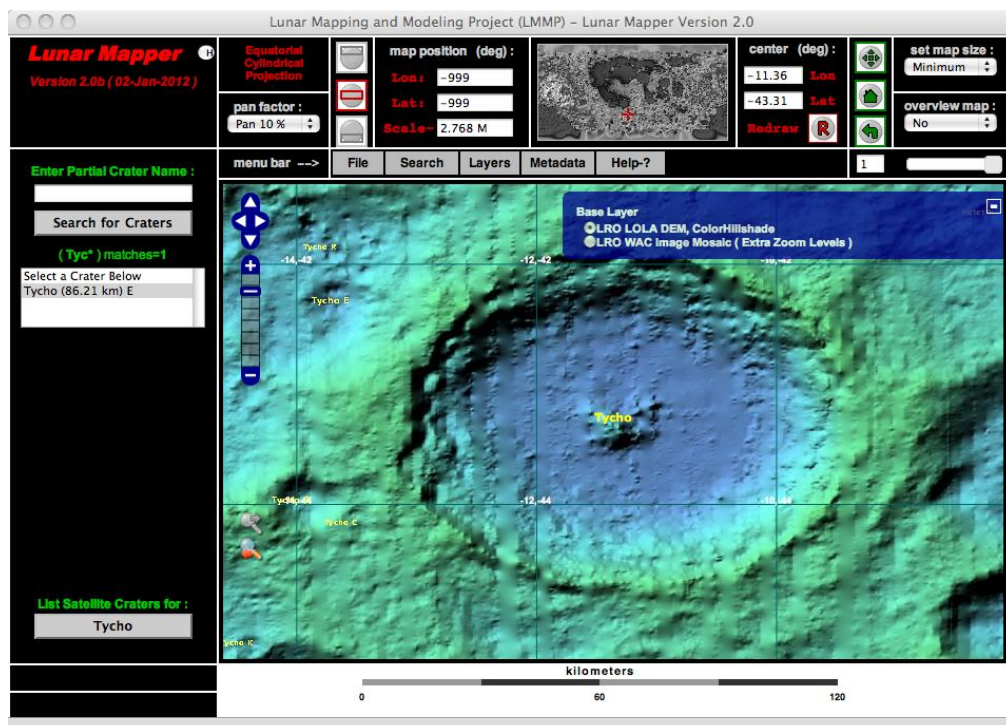 Lunar Mapping and Modeling Project (LMMP) – Lunar Mapper Version 2.0
Lunar Mapper H
Version 2.0b ( 02-Jan-2012 )
Equatorial
Cylindrical
Projection
pan factor :
Pan 10 %
map position (deg) :
Lon: -999
Lat: -999
Scale- 2.768 M
center (deg) :
-11.36 Lon
-43.31 Lat
Redraw R
set map size :
Minimum
overview map :
No
menu bar -->
File Search Layers Metadata Help-?
1
Enter Partial Crater Name :
Search for Craters
( Tyc* ) matches=1
Select a Crater Below
Tycho (86.21 km) E
List Satellite Craters for :
Tycho
Base Layer
LRO LOLA DEM, ColorHillshade
LRO WAC Image Mosaic ( Extra Zoom Levels )
Tycho R
-14,-42
-12,-42
-10,-42
Tycho E
Tycho
-12,-44
-10,-44
kilometers
0 60 120